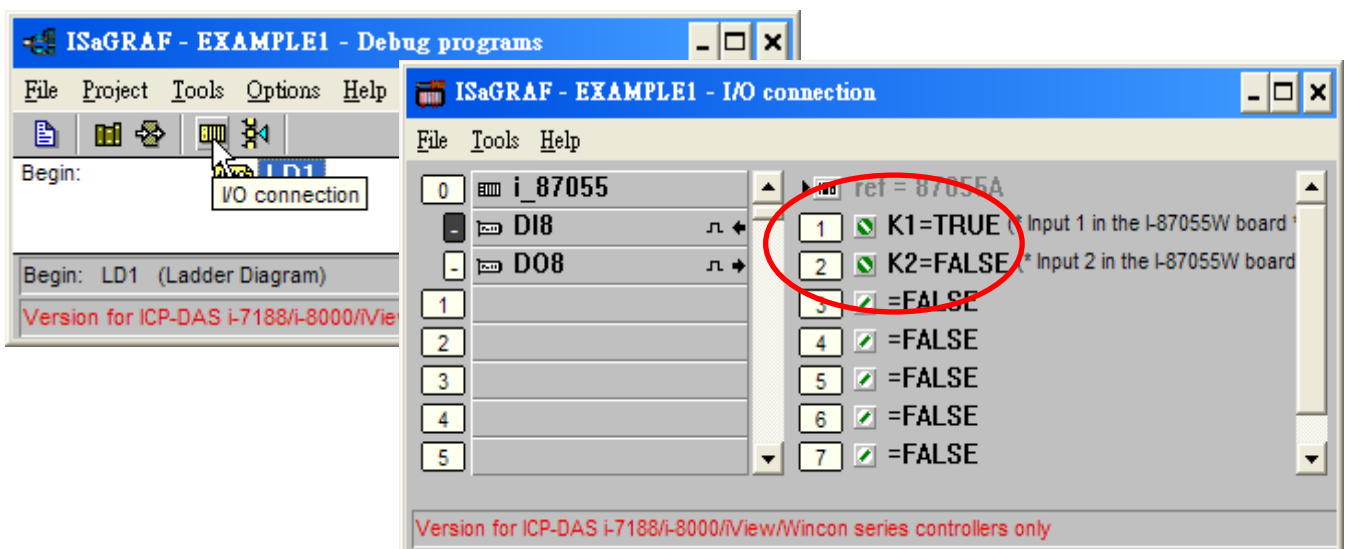 ISaGRAF - EXAMPLE1 - Debug programs
File Project Tools Options Help
Begin:
LD1
I/O connection
Begin: LD1 (Ladder Diagram)
Version for ICP-DAS i-7188/i-8000/iView
ISaGRAF - EXAMPLE1 - I/O connection
File Tools Help
0 i_87055
- DI8
- DO8
1
2
3
4
5
ref = 87055A
1 K1=TRUE (* Input 1 in the I-87055W board *
2 K2=FALSE (* Input 2 in the I-87055W board
3 =FALSE
4 =FALSE
5 =FALSE
6 =FALSE
7 =FALSE
Version for ICP-DAS i-7188/i-8000/iView/Wincon series controllers only